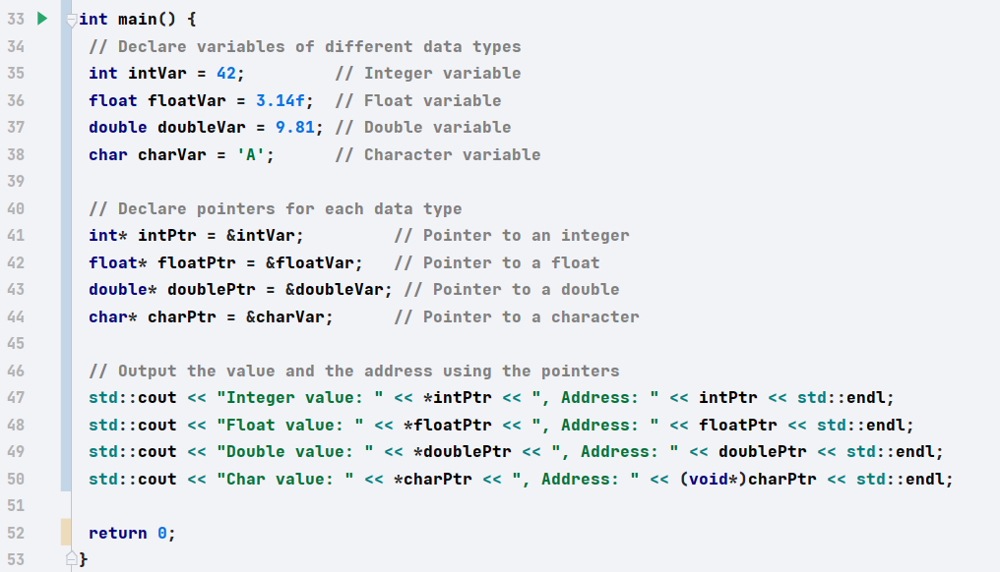 33 int main() {
34 // Declare variables of different data types
35 int intVar = 42;         // Integer variable
36 float floatVar = 3.14f;  // Float variable
37 double doubleVar = 9.81; // Double variable
38 char charVar = 'A';      // Character variable
39
40 // Declare pointers for each data type
41 int* intPtr = &intVar;         // Pointer to an integer
42 float* floatPtr = &floatVar;   // Pointer to a float
43 double* doublePtr = &doubleVar; // Pointer to a double
44 char* charPtr = &charVar;      // Pointer to a character
45
46 // Output the value and the address using the pointers
47 std::cout << "Integer value: " << *intPtr << ", Address: " << intPtr << std::endl;
48 std::cout << "Float value: " << *floatPtr << ", Address: " << floatPtr << std::endl;
49 std::cout << "Double value: " << *doublePtr << ", Address: " << doublePtr << std::endl;
50 std::cout << "Char value: " << *charPtr << ", Address: " << (void*)charPtr << std::endl;
51
52 return 0;
53 }